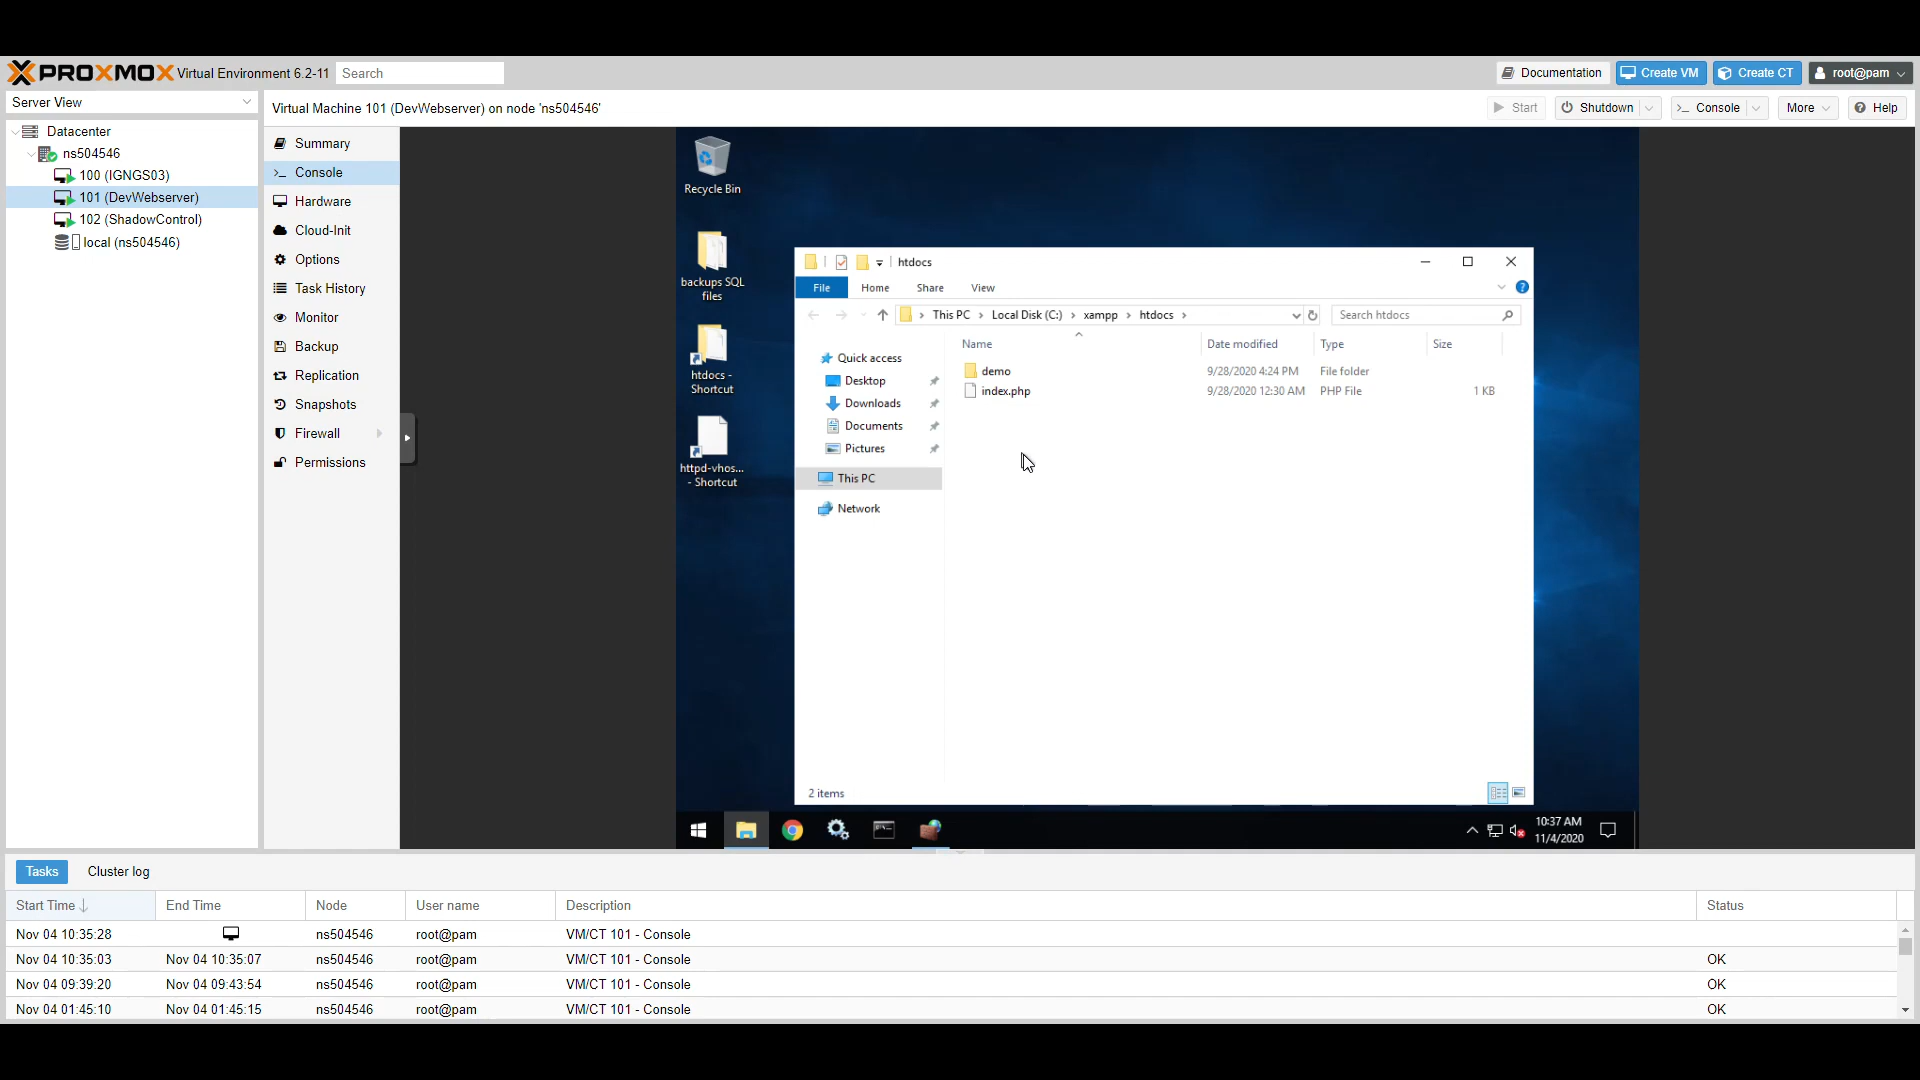 PROXMOX Virtual Environment 6.2-11 Search Documentation Create VM Create CT root@pam
Server View
Virtual Machine 101 (DevWebserver) on node 'ns504546' Start Shutdown Console More Help
Datacenter
ns504546
100 (IGNGS03)
101 (DevWebserver)
102 (ShadowControl)
local (ns504546)
Summary
Console
Hardware
Cloud-Init
Options
Task History
Monitor
Backup
Replication
Snapshots
Firewall
Permissions
Recycle Bin
backups SQL
files
htdocs -
Shortcut
httpd-vhos...
- Shortcut
htdocs
File Home Share View
This PC Local Disk (C:) xampp htdocs Search htdocs
Quick access
Desktop
Downloads
Documents
Pictures
This PC
Network
Name Date modified Type Size
demo 9/28/2020 4:24 PM File folder
index.php 9/28/2020 12:30 AM PHP File 1 KB
2 items
10:37 AM
11/4/2020
Tasks Cluster log
Start Time End Time Node User name Description Status
Nov 04 10:35:28 ns504546 root@pam VM/CT 101 - Console
Nov 04 10:35:03 Nov 04 10:35:07 ns504546 root@pam VM/CT 101 - Console OK
Nov 04 09:39:20 Nov 04 09:43:54 ns504546 root@pam VM/CT 101 - Console OK
Nov 04 01:45:10 Nov 04 01:45:15 ns504546 root@pam VM/CT 101 - Console OK